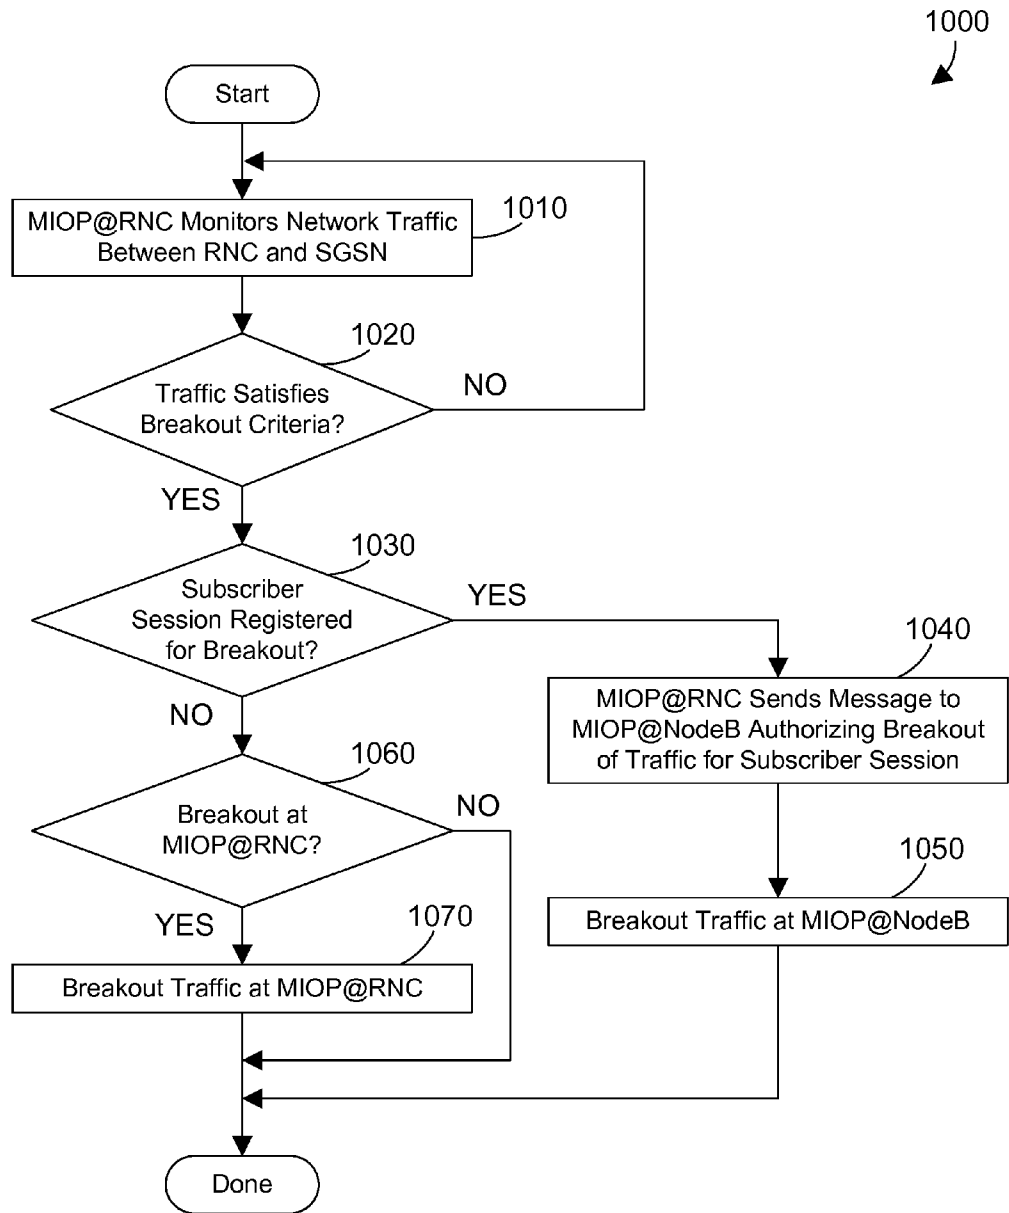 1000
Start
MIOP@RNC Monitors Network Traffic
Between RNC and SGSN
1010
1020
Traffic Satisfies
Breakout Criteria?
NO
YES
1030
Subscriber
Session Registered
for Breakout?
YES
NO
1040
MIOP@RNC Sends Message to
MIOP@NodeB Authorizing Breakout
of Traffic for Subscriber Session
1060
Breakout at
MIOP@RNC?
NO
YES
1050
Breakout Traffic at MIOP@NodeB
1070
Breakout Traffic at MIOP@RNC
Done